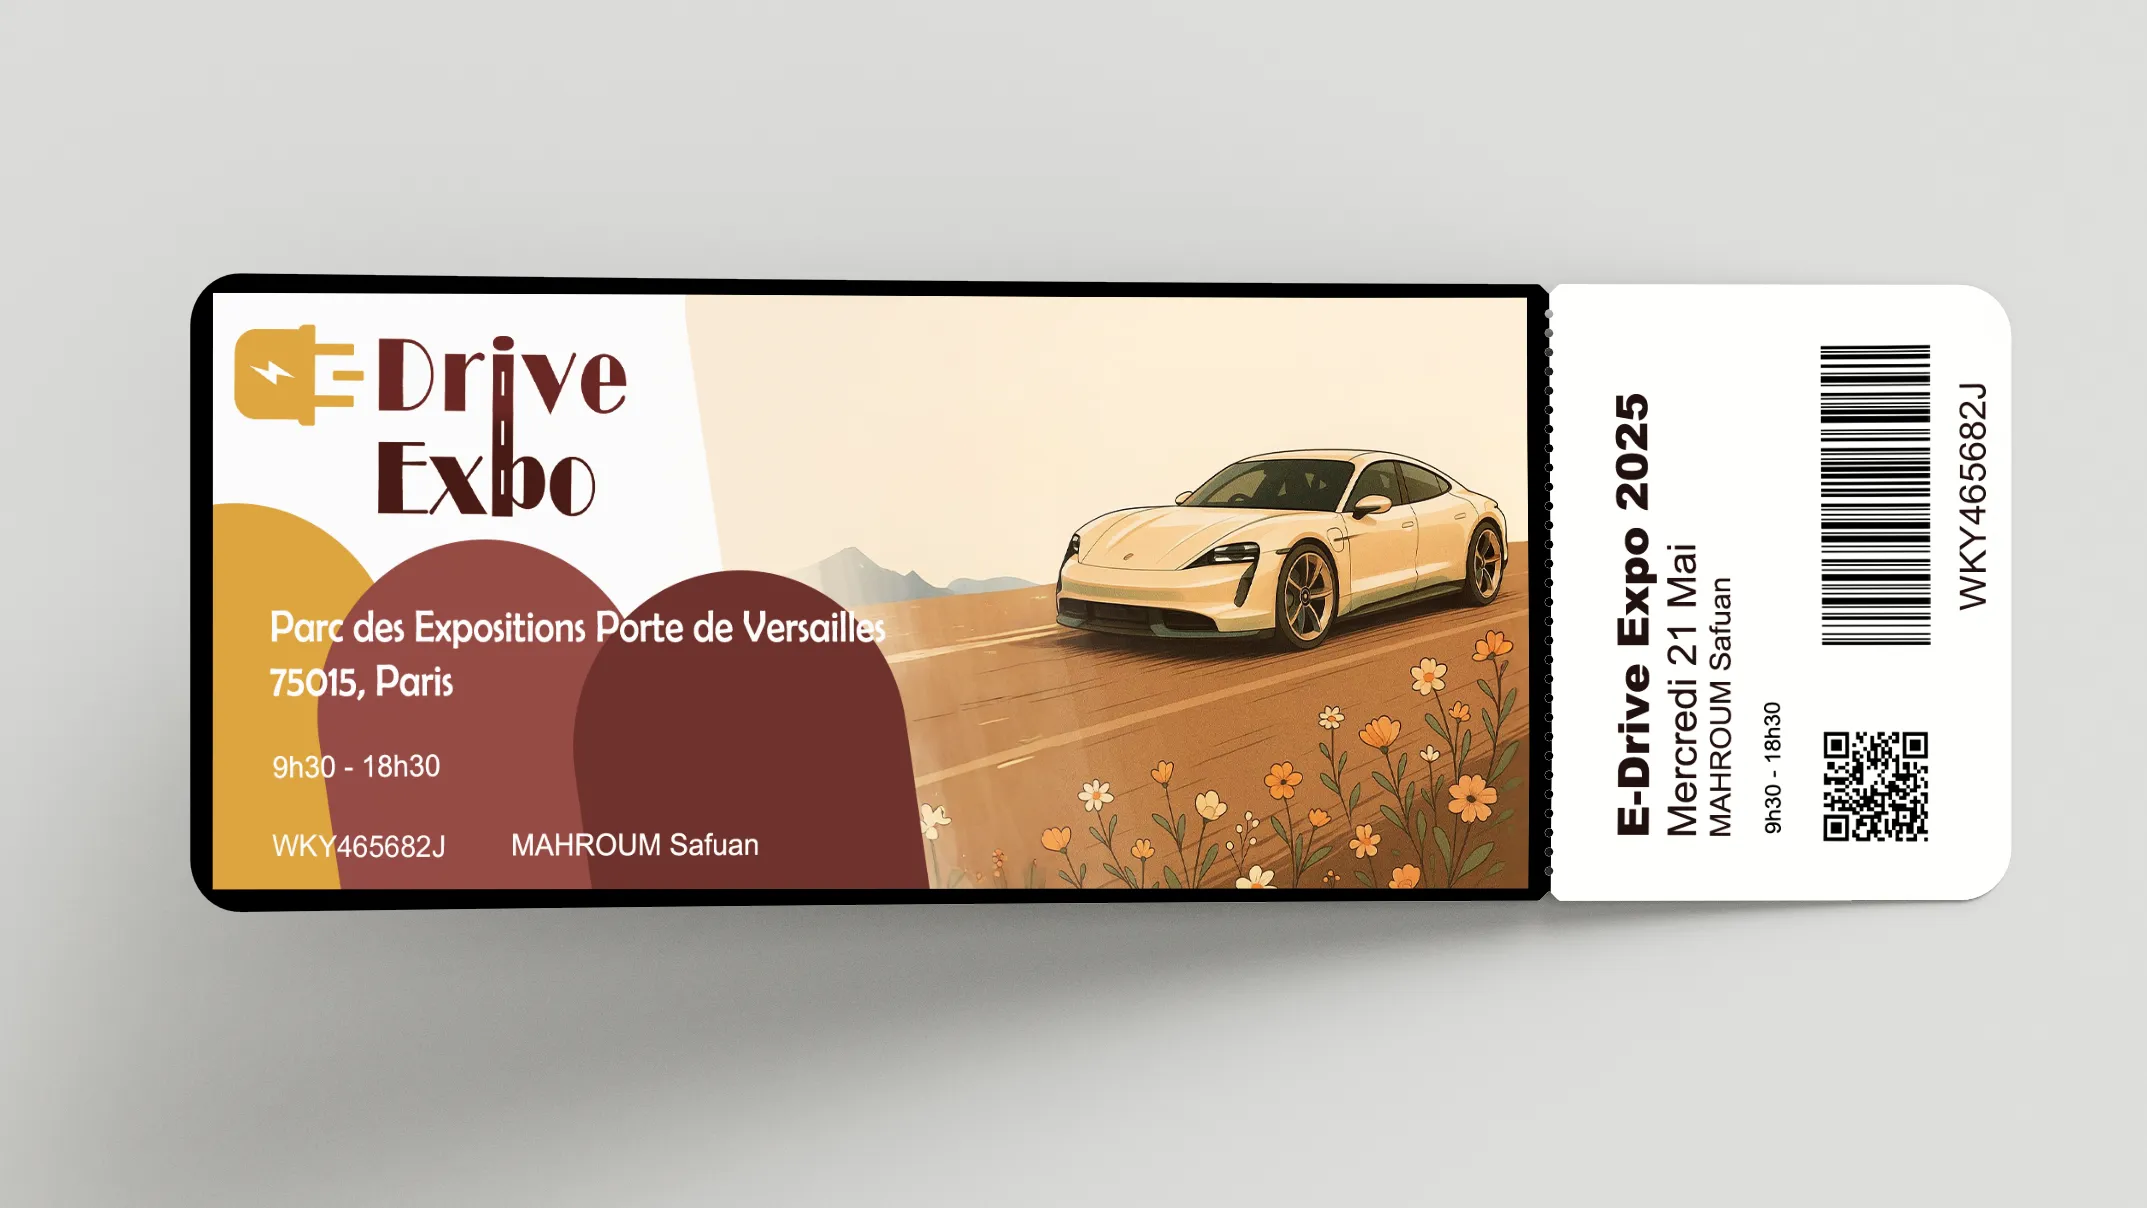 Drive
Expo
Parc des Expositions Porte de Versailles
75015, Paris
9h30 - 18h30
WKY465682J
MAHROUM Safuan
E-Drive Expo 2025
Mercredi 21 Mai
MAHROUM Safuan
9h30 - 18h30
WKY465682J